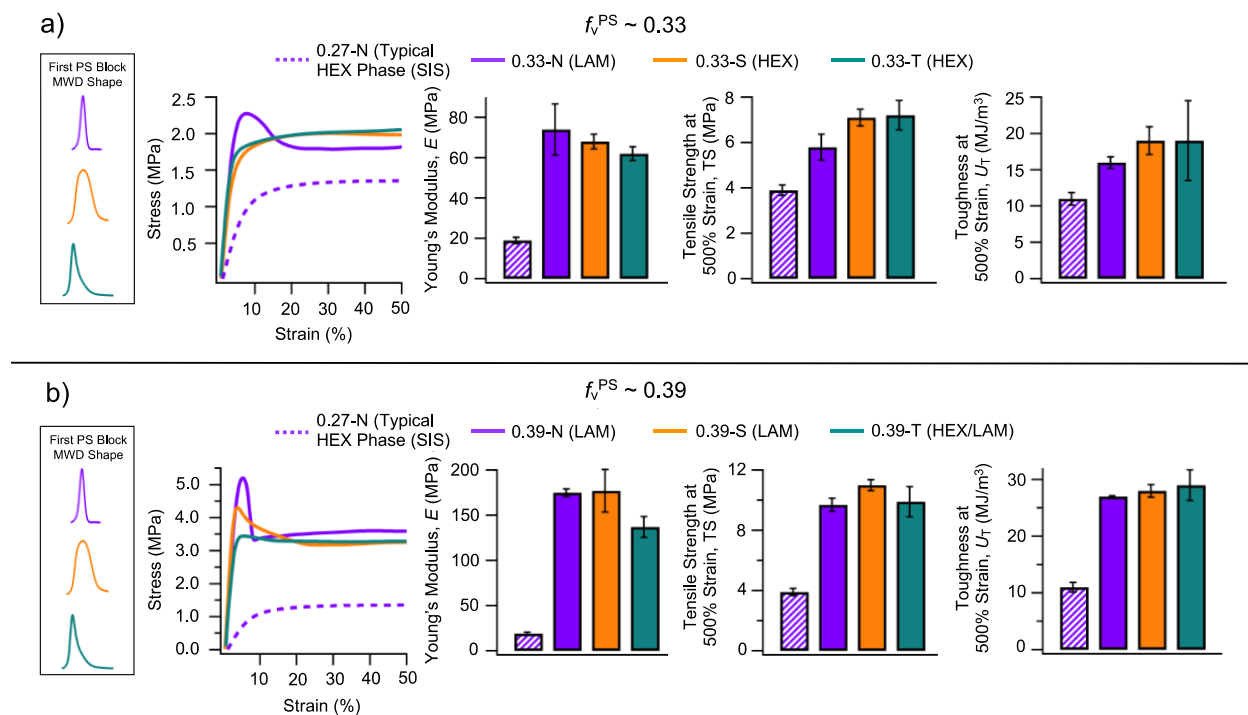 a)
fᵥᴾˢ ~ 0.33
First PS Block
MWD Shape
0.27-N (Typical
HEX Phase (SIS)
0.33-N (LAM)
0.33-S (HEX)
0.33-T (HEX)
Stress (MPa)
2.5
2.0
1.5
1.0
0.5
10
20
30
40
50
Strain (%)
Young's Modulus, E (MPa)
80
60
40
20
0
Tensile Strength at
500% Strain, TS (MPa)
8
6
4
2
0
Toughness at
500% Strain, U_T (MJ/m³)
25
20
15
10
5
0
b)
fᵥᴾˢ ~ 0.39
First PS Block
MWD Shape
0.27-N (Typical
HEX Phase (SIS)
0.39-N (LAM)
0.39-S (LAM)
0.39-T (HEX/LAM)
Stress (MPa)
5.0
4.0
3.0
2.0
1.0
0.0
10
20
30
40
50
Strain (%)
Young's Modulus, E (MPa)
200
150
100
50
0
Tensile Strength at
500% Strain, TS (MPa)
12
8
4
0
Toughness at
500% Strain, U_T (MJ/m³)
30
20
10
0